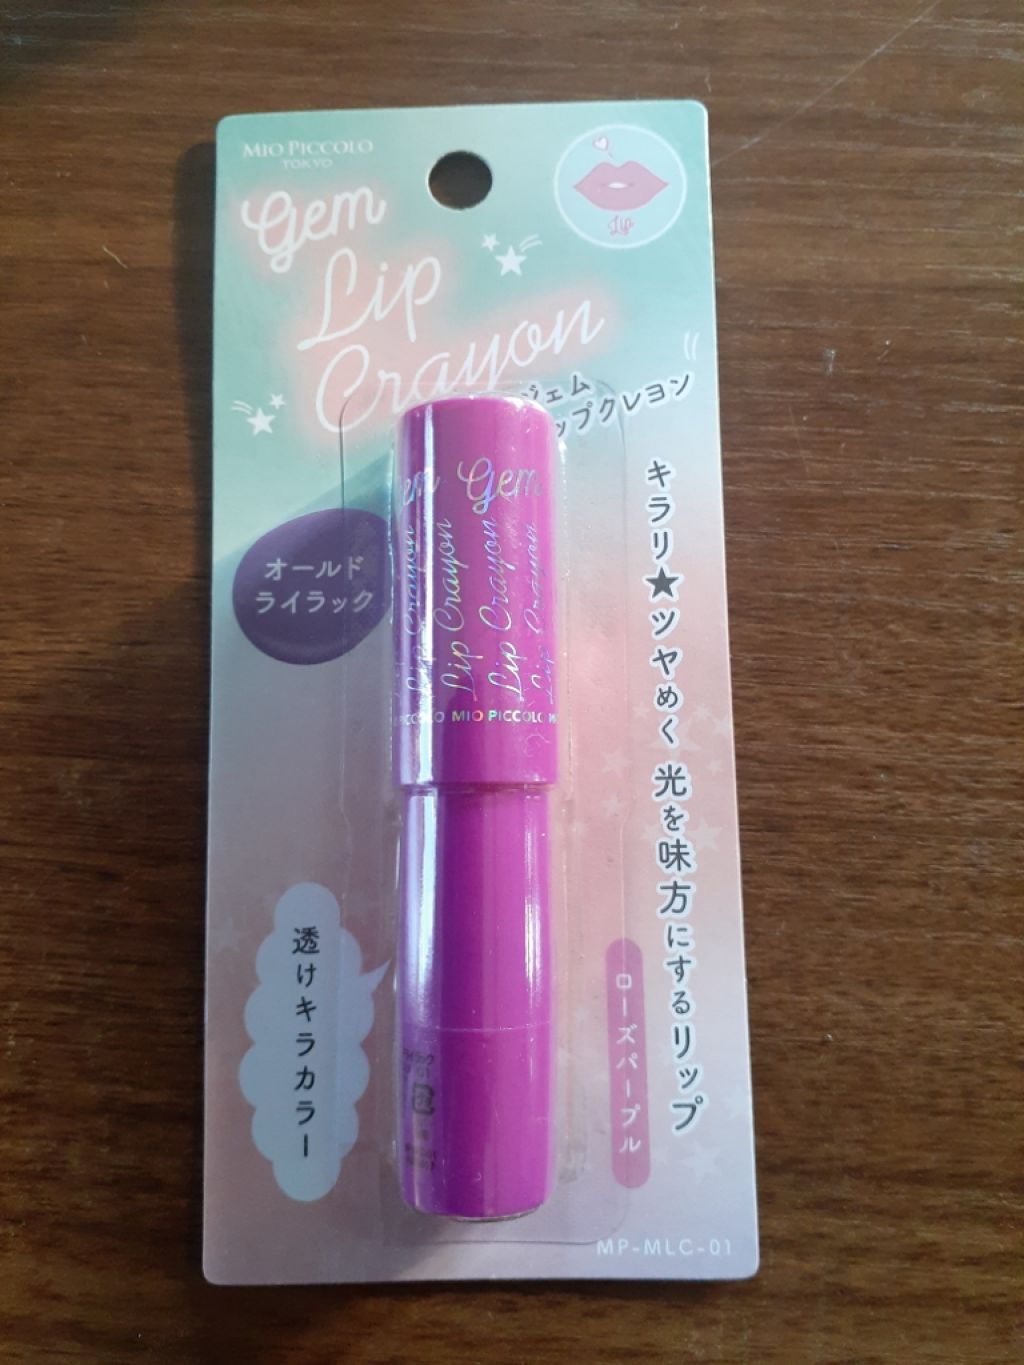 MIO PICCOLO
TOKYO
Gem
Lip
Crayon
Lip
ジェム
ップクレヨン
キラリ★ツヤめく 光を味方にするリップ
オールド
ライラック
Gem
Lip Crayon
Lip Crayon
Lip Crayon
MIO PICCOLO
透けキラカラー
ローズパープル
MP-MLC-01